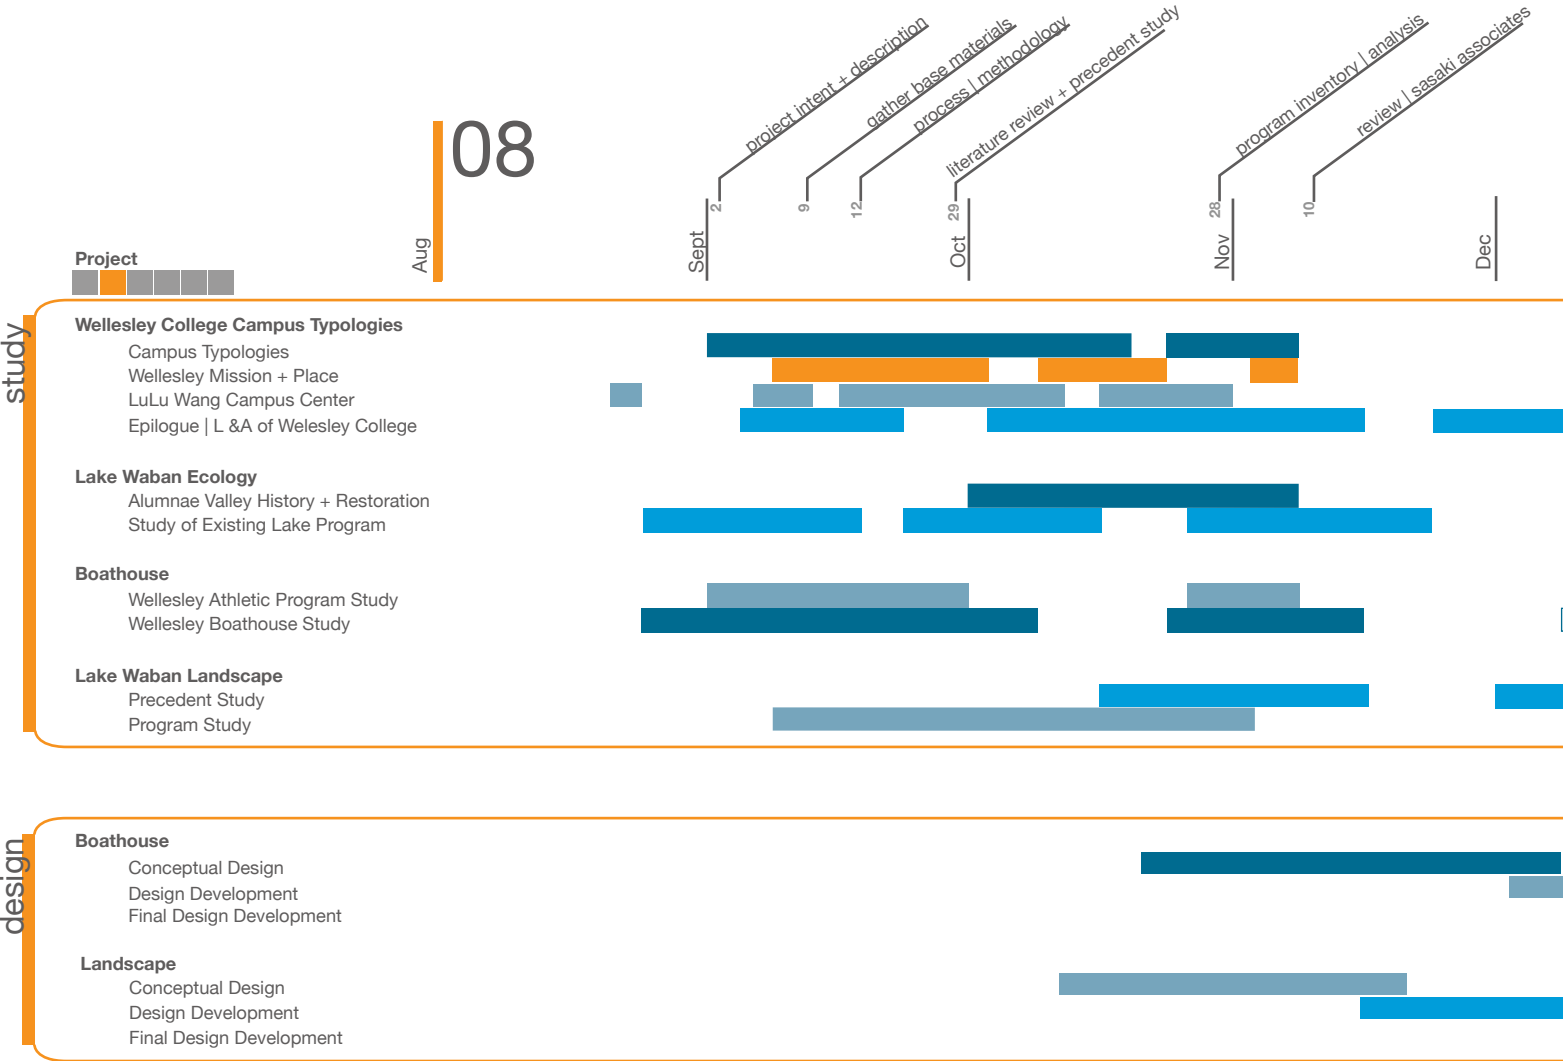 project intent + description
gather base materials
process | methodology
literature review + precedent study
program inventory | analysis
review | sasaki associates
08
2
9
12
29
28
10
Aug
Sept
Oct
Nov
Dec
Project
study
Wellesley College Campus Typologies
Campus Typologies
Wellesley Mission + Place
LuLu Wang Campus Center
Epilogue | L &A of Welesley College
Lake Waban Ecology
Alumnae Valley History + Restoration
Study of Existing Lake Program
Boathouse
Wellesley Athletic Program Study
Wellesley Boathouse Study
Lake Waban Landscape
Precedent Study
Program Study
design
Boathouse
Conceptual Design
Design Development
Final Design Development
Landscape
Conceptual Design
Design Development
Final Design Development